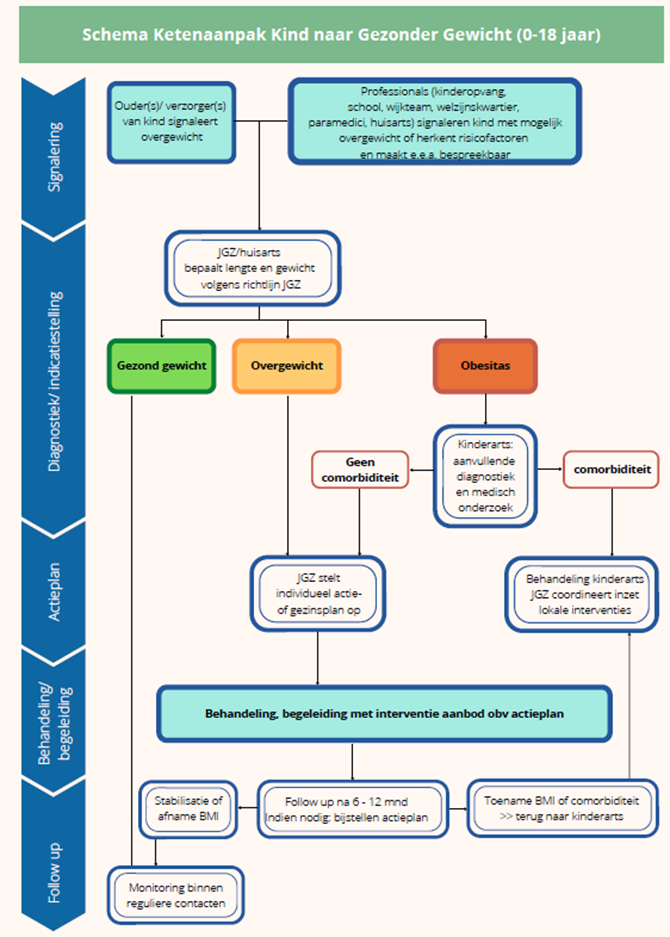 Schema Ketenaanpak Kind naar Gezonder Gewicht (0-18 jaar)
Signalering
Ouder(s)/ verzorger(s)
van kind signaleert
overgewicht
Professionals (kinderopvang,
school, wijkteam, welzijnskwartier,
paramedici, huisarts) signaleren kind met mogelijk
overgewicht of herkent risicofactoren
en maakt e.e.a. bespreekbaar
Diagnostiek/ indicatiestelling
JGZ/huisarts
bepaalt lengte en gewicht
volgens richtlijn JGZ
Gezond gewicht
Overgewicht
Obesitas
Geen
comorbiditeit
Kinderarts:
aanvullende
diagnostiek
en medisch
onderzoek
comorbiditeit
Actieplan
JGZ stelt
individueel actie-
of gezinsplan op
Behandeling kinderarts
JGZ coordineert inzet
lokale interventies
Behandeling/
begeleiding
Behandeling, begeleiding met interventie aanbod obv actieplan
Follow up
Stabilisatie of
afname BMI
Follow up na 6 - 12 mnd
Indien nodig: bijstellen actieplan
Toename BMI of comorbiditeit
>> terug naar kinderarts
Monitoring binnen
reguliere contacten